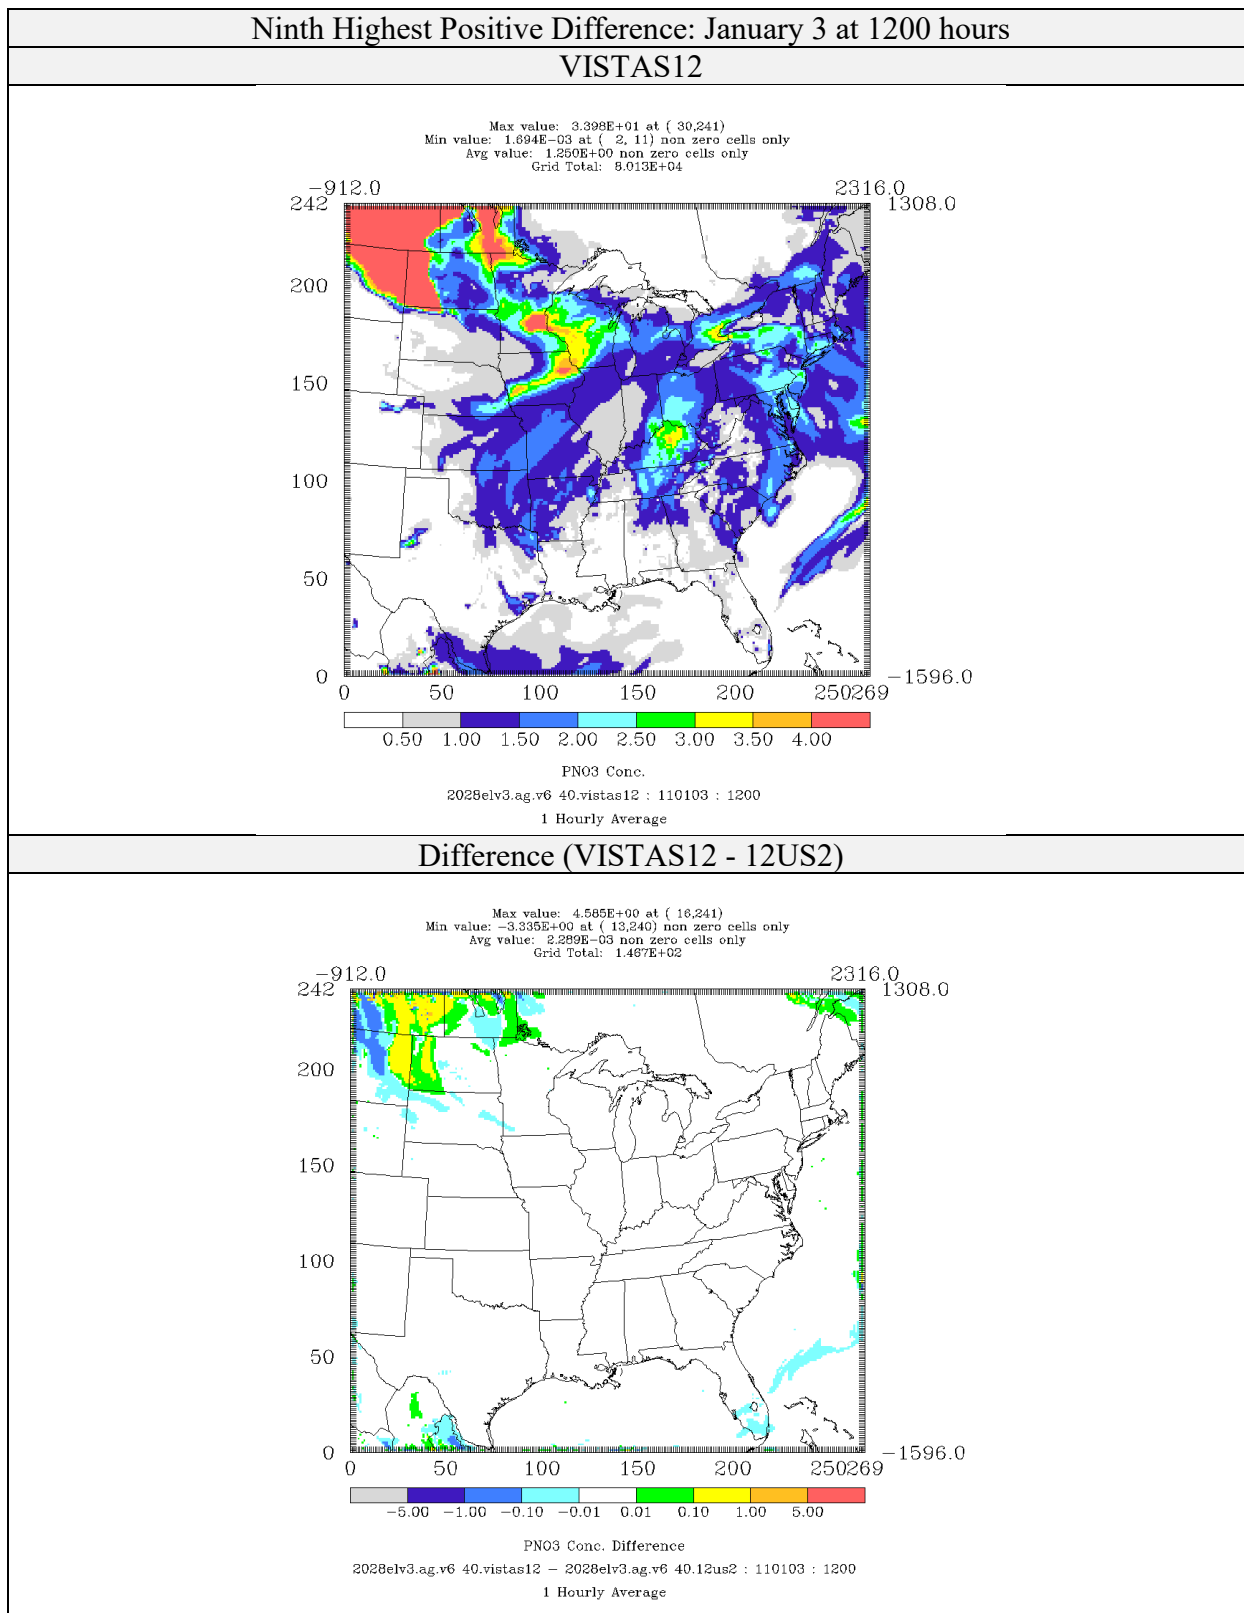 Ninth Highest Positive Difference: January 3 at 1200 hours
VISTAS12
Max value: 3.398E+01 at ( 30,241)
Min value: 1.694E-03 at ( 2, 11) non zero cells only
Avg value: 1.250E+00 non zero cells only
Grid Total: 8.013E+04
-912.0 2316.0
242 1308.0
200
150
100
50
0 -1596.0
0 50 100 150 200 250269
0.50 1.00 1.50 2.00 2.50 3.00 3.50 4.00
PNO3 Conc.
2028elv3.ag.v6 40.vistas12 : 110103 : 1200
1 Hourly Average
Difference (VISTAS12 - 12US2)
Max value: 4.585E+00 at ( 16,241)
Min value: -3.335E+00 at ( 13,240) non zero cells only
Avg value: 2.289E-03 non zero cells only
Grid Total: 1.467E+02
-912.0 2316.0
242 1308.0
200
150
100
50
0 -1596.0
0 50 100 150 200 250269
-5.00 -1.00 -0.10 -0.01 0.01 0.10 1.00 5.00
PNO3 Conc. Difference
2028elv3.ag.v6 40.vistas12 - 2028elv3.ag.v6 40.12us2 : 110103 : 1200
1 Hourly Average